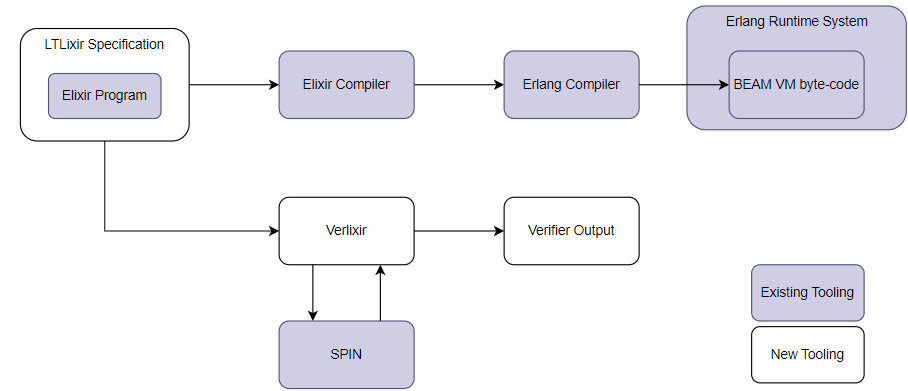 LTLixir Specification
Elixir Program
Elixir Compiler
Erlang Compiler
Erlang Runtime System
BEAM VM byte-code
Verlixir
Verifier Output
SPIN
Existing Tooling
New Tooling